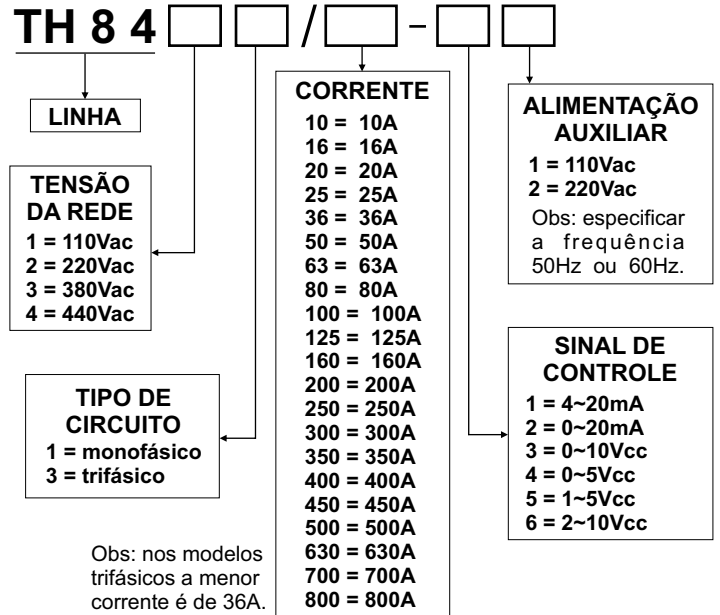 TH 8 4 / -
LINHA
TENSÃO
DA REDE
1 = 110Vac
2 = 220Vac
3 = 380Vac
4 = 440Vac
TIPO DE
CIRCUITO
1 = monofásico
3 = trifásico
Obs: nos modelos
trifásicos a menor
corrente é de 36A.
CORRENTE
10 = 10A
16 = 16A
20 = 20A
25 = 25A
36 = 36A
50 = 50A
63 = 63A
80 = 80A
100 = 100A
125 = 125A
160 = 160A
200 = 200A
250 = 250A
300 = 300A
350 = 350A
400 = 400A
450 = 450A
500 = 500A
630 = 630A
700 = 700A
800 = 800A
ALIMENTAÇÃO
AUXILIAR
1 = 110Vac
2 = 220Vac
Obs: especificar
a frequência
50Hz ou 60Hz.
SINAL DE
CONTROLE
1 = 4~20mA
2 = 0~20mA
3 = 0~10Vcc
4 = 0~5Vcc
5 = 1~5Vcc
6 = 2~10Vcc